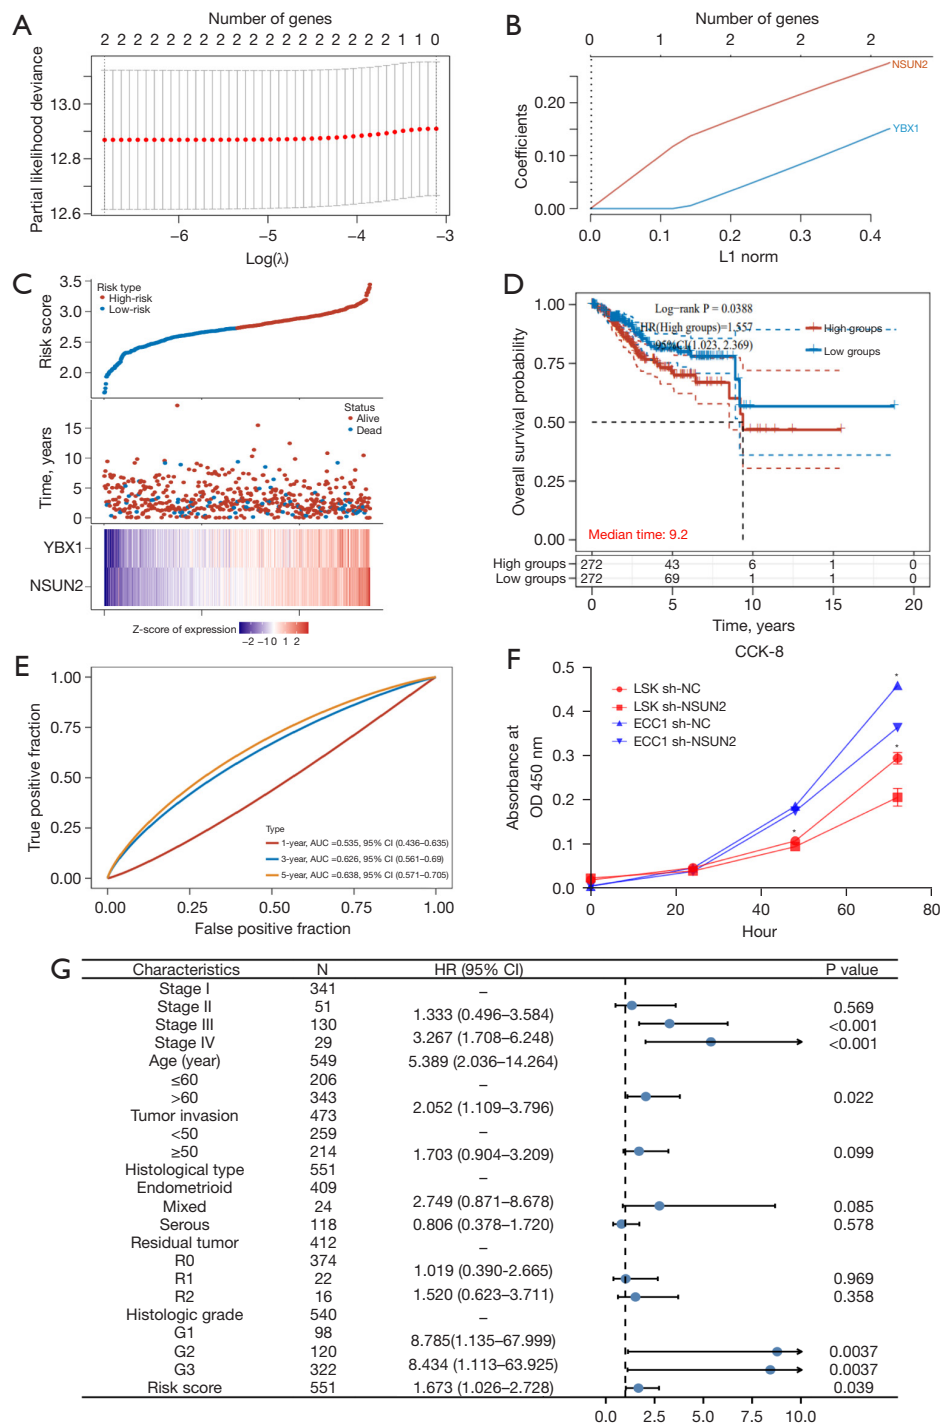 A
Number of genes
2 2 2 2 2 2 2 2 2 2 2 2 2 2 2 2 2 1 1 0
Partial likelihood deviance
13.0
12.8
12.6
−6 −5 −4 −3
Log(λ)
B
Number of genes
0 1 2 2
Coefficients
0.20
0.10
0.00
NSUN2
YBX1
0.0 0.1 0.2 0.3 0.4
L1 norm
C
Risk score
3.5
3.0
2.5
2.0
Risk type
High-risk
Low-risk
Time, years
15
10
5
0
Status
Alive
Dead
YBX1
NSUN2
Z-score of expression
−2 −1 0 1 2
D
Overall survival probability
1.00
0.75
0.50
0.25
0.00
Log−rank P = 0.0388
HR(High groups)=1.557
95%CI(1.023, 2.369)
High groups
Low groups
Median time: 9.2
High groups 272 43 6 1 0
Low groups 272 69 1 1 0
0 5 10 15 20
Time, years
E
True positive fraction
1.00
0.75
0.50
0.25
0.00
Type
1-year, AUC =0.535, 95% CI (0.436–0.635)
3-year, AUC =0.626, 95% CI (0.561–0.69)
5-year, AUC =0.638, 95% CI (0.571–0.705)
0.00 0.25 0.50 0.75 1.00
False positive fraction
F
CCK-8
Absorbance at
OD 450 nm
0.5
0.4
0.3
0.2
0.1
0.0
LSK sh-NC
LSK sh-NSUN2
ECC1 sh-NC
ECC1 sh-NSUN2
*
*
*
0 20 40 60 80
Hour
G
Characteristics N HR (95% CI) P value
Stage I 341 –
Stage II 51 1.333 (0.496–3.584) 0.569
Stage III 130 3.267 (1.708–6.248) <0.001
Stage IV 29 5.389 (2.036–14.264) <0.001
Age (year) 549
≤60 206 –
>60 343 2.052 (1.109–3.796) 0.022
Tumor invasion 473
<50 259 –
≥50 214 1.703 (0.904–3.209) 0.099
Histological type 551
Endometrioid 409 –
Mixed 24 2.749 (0.871–8.678) 0.085
Serous 118 0.806 (0.378–1.720) 0.578
Residual tumor 412
R0 374 –
R1 22 1.019 (0.390-2.665) 0.969
R2 16 1.520 (0.623–3.711) 0.358
Histologic grade 540
G1 98 –
G2 120 8.785(1.135–67.999) 0.0037
G3 322 8.434 (1.113–63.925) 0.0037
Risk score 551 1.673 (1.026–2.728) 0.039
0.0 2.5 5.0 7.5 10.0